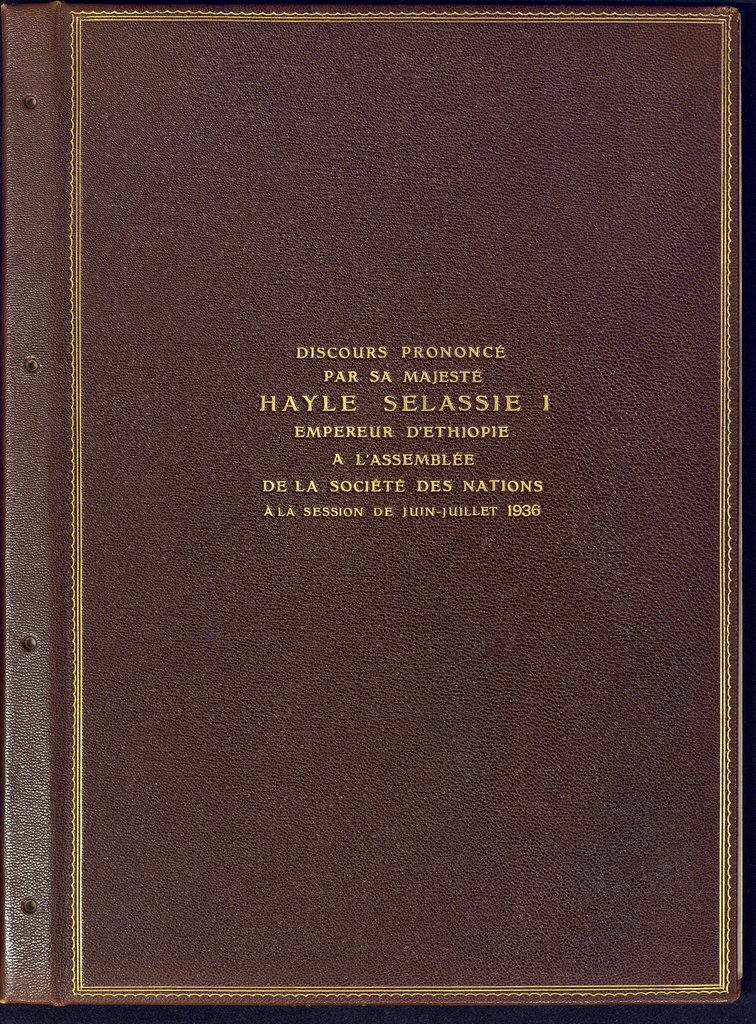 DISCOURS PRONONCÉ
PAR SA MAJESTÉ
HAYLE SELASSIE I
EMPEREUR D'ETHIOPIE
A L'ASSEMBLÉE
DE LA SOCIÉTÉ DES NATIONS
À LA SESSION DE JUIN-JUILLET 1936